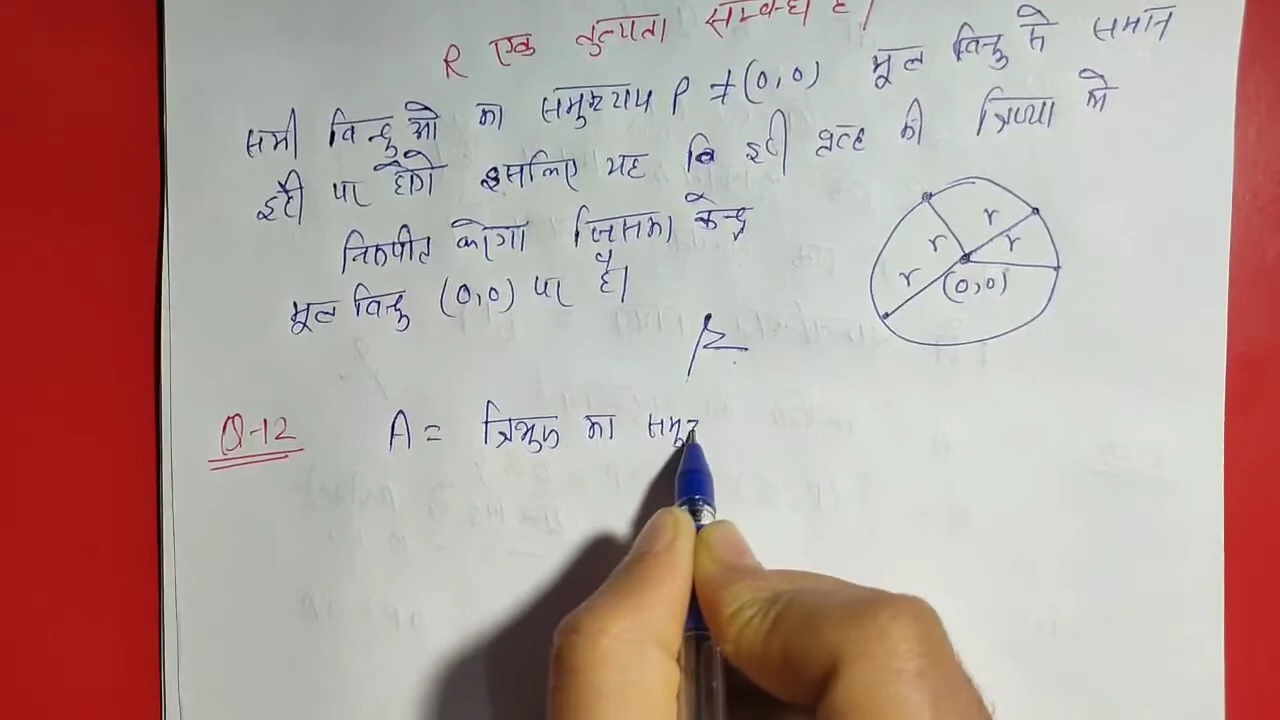 R एक तुल्यता सम्बन्ध है।
सभी बिन्दुओ का समुच्चय P ≠ (0,0) मूल बिन्दु से समान
दूरी पर होंगे इसलिए यह कि इसी वृत्त की त्रिज्या को
निरूपीत करेगा जिसका केन्द्र
मूल बिन्दु (0,0) पर है।
r
r
r
r
(0,0)
Q-12 A = त्रिभुज का समुच